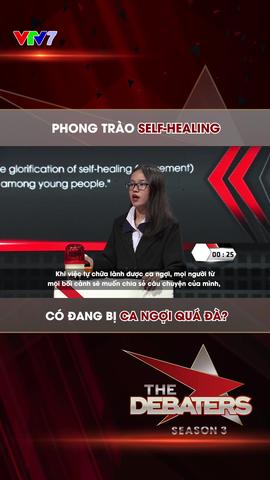 VTV7
PHONG TRÀO SELF-HEALING
e glorification of self-healing (movement)
among young people."
00 : 25
Khi việc tự chữa lành được ca ngợi, mọi người từ
mọi bối cảnh sẽ muốn chia sẻ câu chuyện của mình,
CÓ ĐANG BỊ CA NGỢI QUÁ ĐÀ?
THE
DEBATERS
SEASON 3